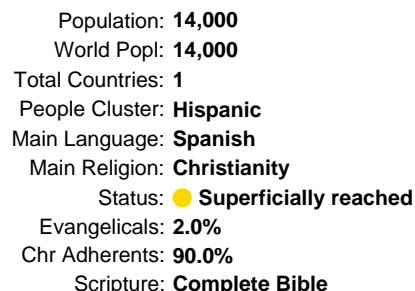 Population: 14,000
World Popl: 14,000
Total Countries: 1
People Cluster: Hispanic
Main Language: Spanish
Main Religion: Christianity
Status: Superficially reached
Evangelicals: 2.0%
Chr Adherents: 90.0%
Scripture: Complete Bible